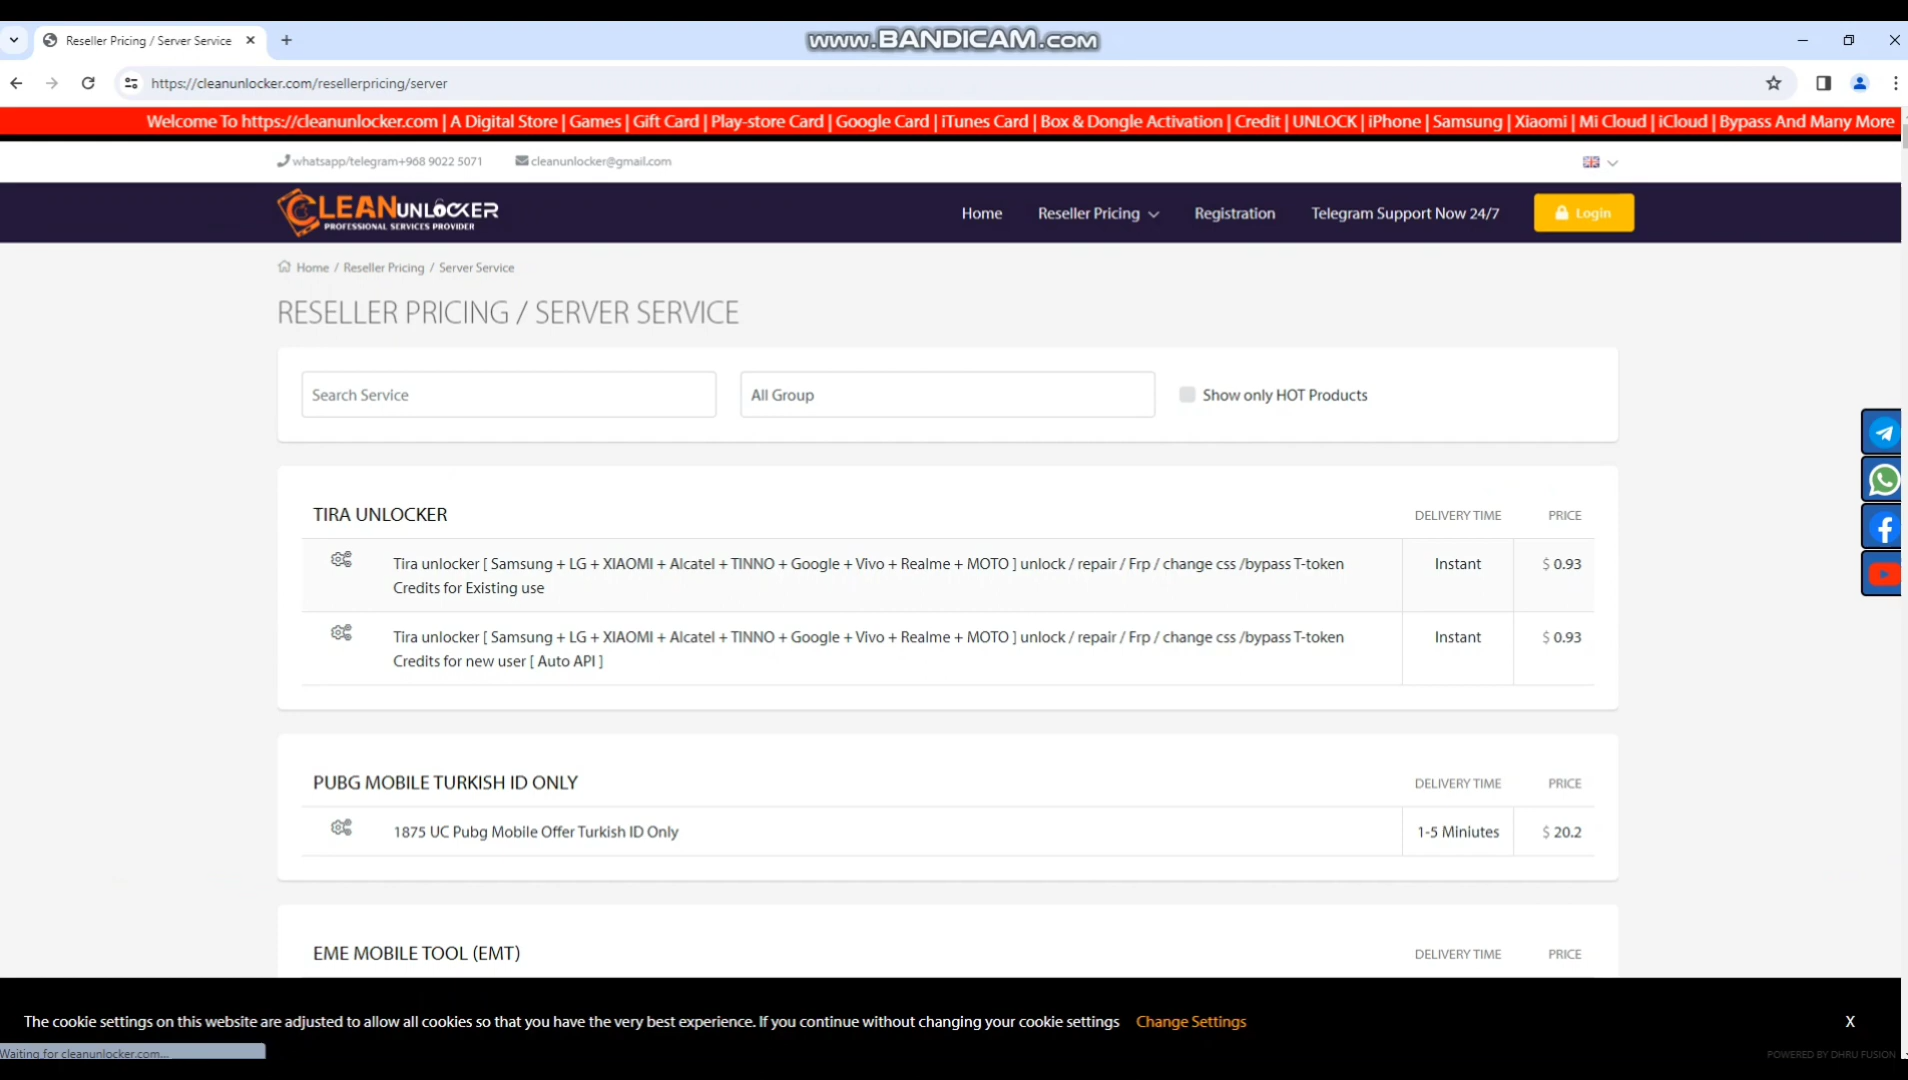 Reseller Pricing / Server Service
www.BANDICAM.com
https://cleanunlocker.com/resellerpricing/server
Welcome To https://cleanunlocker.com | A Digital Store | Games | Gift Card | Play-store Card | Google Card | iTunes Card | Box & Dongle Activation | Credit | UNLOCK | iPhone | Samsung | Xiaomi | Mi Cloud | iCloud | Bypass And Many More
whatsapp/telegram+968 9022 5071 cleanunlocker@gmail.com
CLEANUNLOCKER
PROFESSIONAL SERVICES PROVIDER
Home Reseller Pricing Registration Telegram Support Now 24/7 Login
Home / Reseller Pricing / Server Service
RESELLER PRICING / SERVER SERVICE
Search Service All Group Show only HOT Products
TIRA UNLOCKER DELIVERY TIME PRICE
Tira unlocker [ Samsung + LG + XIAOMI + Alcatel + TINNO + Google + Vivo + Realme + MOTO ] unlock / repair / Frp / change css /bypass T-token Instant $ 0.93
Credits for Existing use
Tira unlocker [ Samsung + LG + XIAOMI + Alcatel + TINNO + Google + Vivo + Realme + MOTO ] unlock / repair / Frp / change css /bypass T-token Instant $ 0.93
Credits for new user [ Auto API ]
PUBG MOBILE TURKISH ID ONLY DELIVERY TIME PRICE
1875 UC Pubg Mobile Offer Turkish ID Only 1-5 Miniutes $ 20.2
EME MOBILE TOOL (EMT) DELIVERY TIME PRICE
The cookie settings on this website are adjusted to allow all cookies so that you have the very best experience. If you continue without changing your cookie settings Change Settings X
Waiting for cleanunlocker.com...
POWERED BY DHRU FUSION